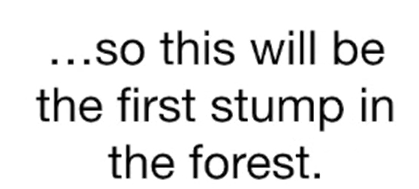 ...so this will be
the first stump in
the forest.